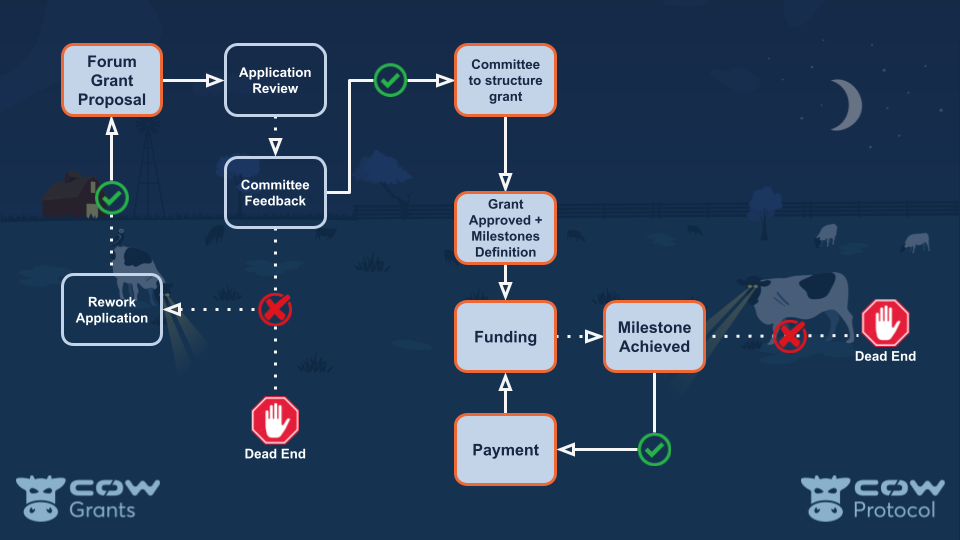 Forum
Grant
Proposal
Application
Review
Committee
to structure
grant
Committee
Feedback
Grant
Approved +
Milestones
Definition
Rework
Application
Funding
Milestone
Achieved
Dead End
Payment
Dead End
COW
Grants
COW
Protocol